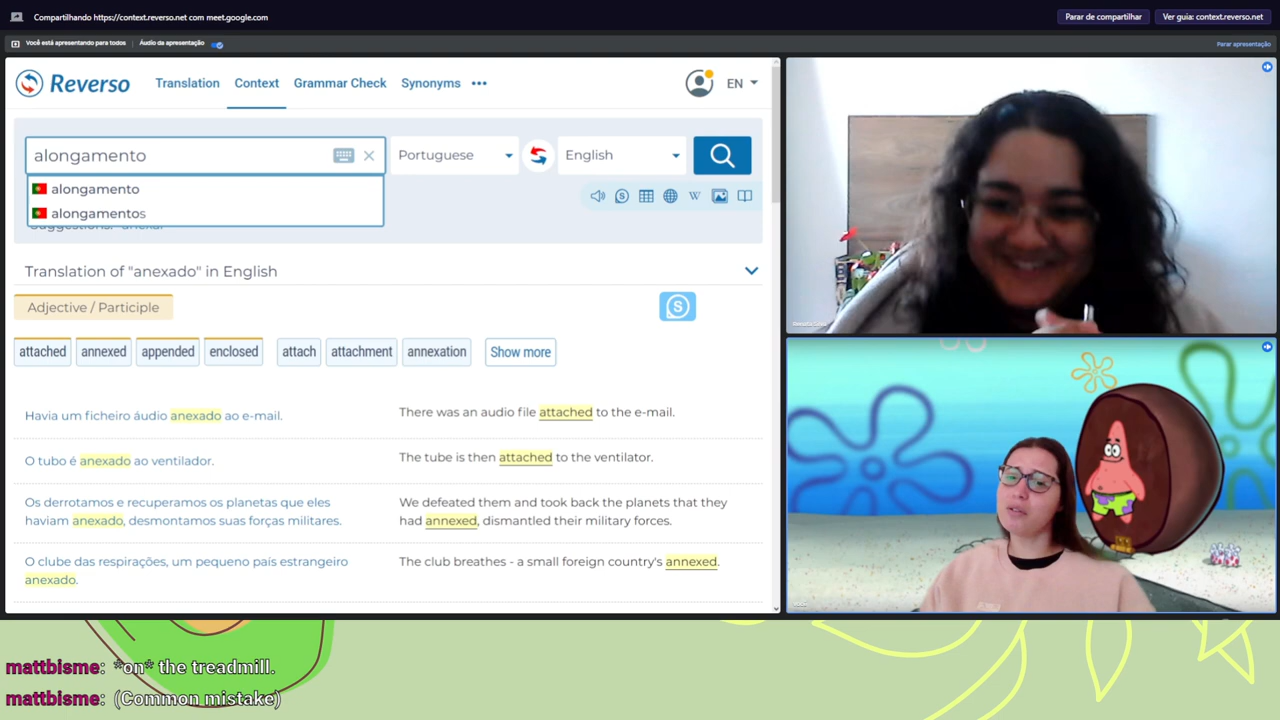 Compartilhando https://context.reverso.net com meet.google.com
Parar de compartilhar
Ver guia: context.reverso.net
Você está apresentando para todos
Áudio da apresentação
Parar apresentação
Reverso
Translation
Context
Grammar Check
Synonyms
EN
alongamento
Portuguese
English
alongamento
alongamentos
W
Translation of "anexado" in English
Adjective / Participle
attached
annexed
appended
enclosed
attach
attachment
annexation
Show more
Havia um ficheiro áudio anexado ao e-mail.
There was an audio file attached to the e-mail.
O tubo é anexado ao ventilador.
The tube is then attached to the ventilator.
Os derrotamos e recuperamos os planetas que eles
haviam anexado, desmontamos suas forças militares.
We defeated them and took back the planets that they
had annexed, dismantled their military forces.
O clube das respirações, um pequeno país estrangeiro
anexado.
The club breathes - a small foreign country's annexed.
mattbisme: *on* the treadmill.
mattbisme: (Common mistake)